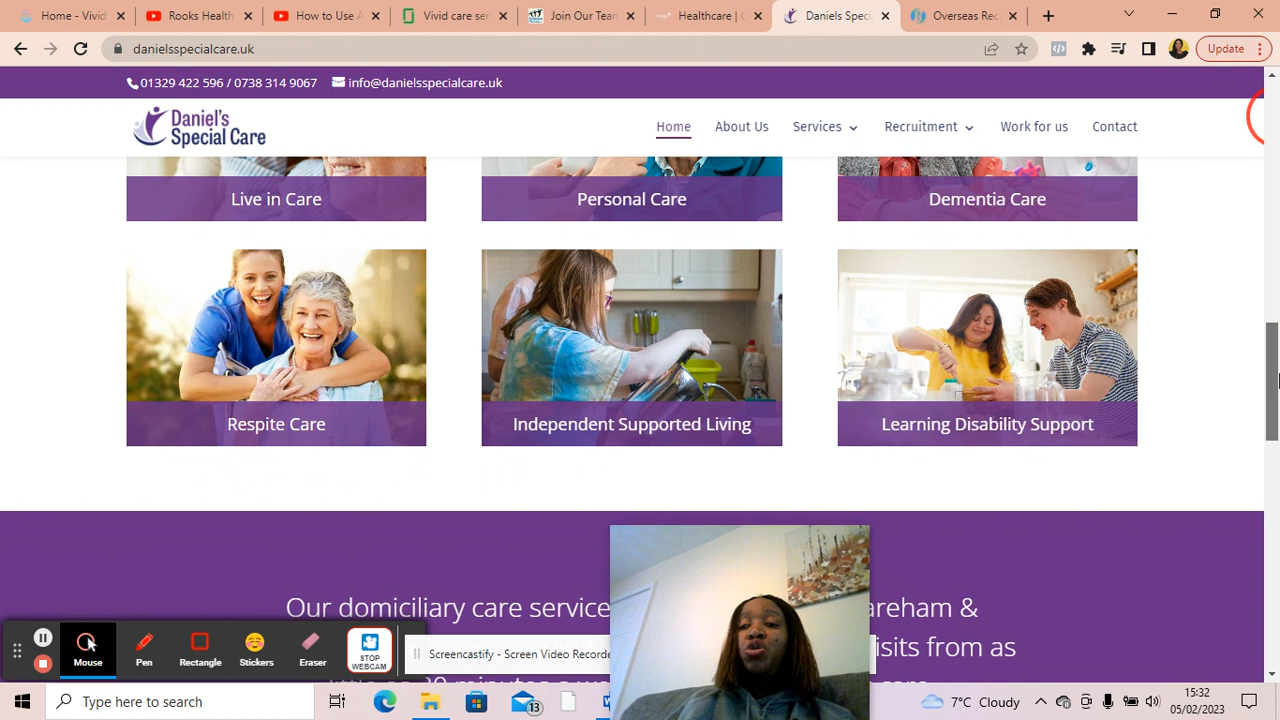 Home - Vivid
Rooks Health
How to Use A
Vivid care ser
Join Our Tea
Healthcare | C
Daniels Speci
Overseas Rec
danielsspecialcare.uk
Update
01329 422 596 / 0738 314 9067
info@danielsspecialcare.uk
Daniel's
Special Care
Home
About Us
Services
Recruitment
Work for us
Contact
Live in Care
Personal Care
Dementia Care
Respite Care
Independent Supported Living
Learning Disability Support
Our domiciliary care service
areham &
isits from as
Mouse
Pen
Rectangle
Stickers
Eraser
STOP
WEBCAM
Screencastify - Screen Video Recorde
Type here to search
13
7°C Cloudy
5:32
05/02/2023